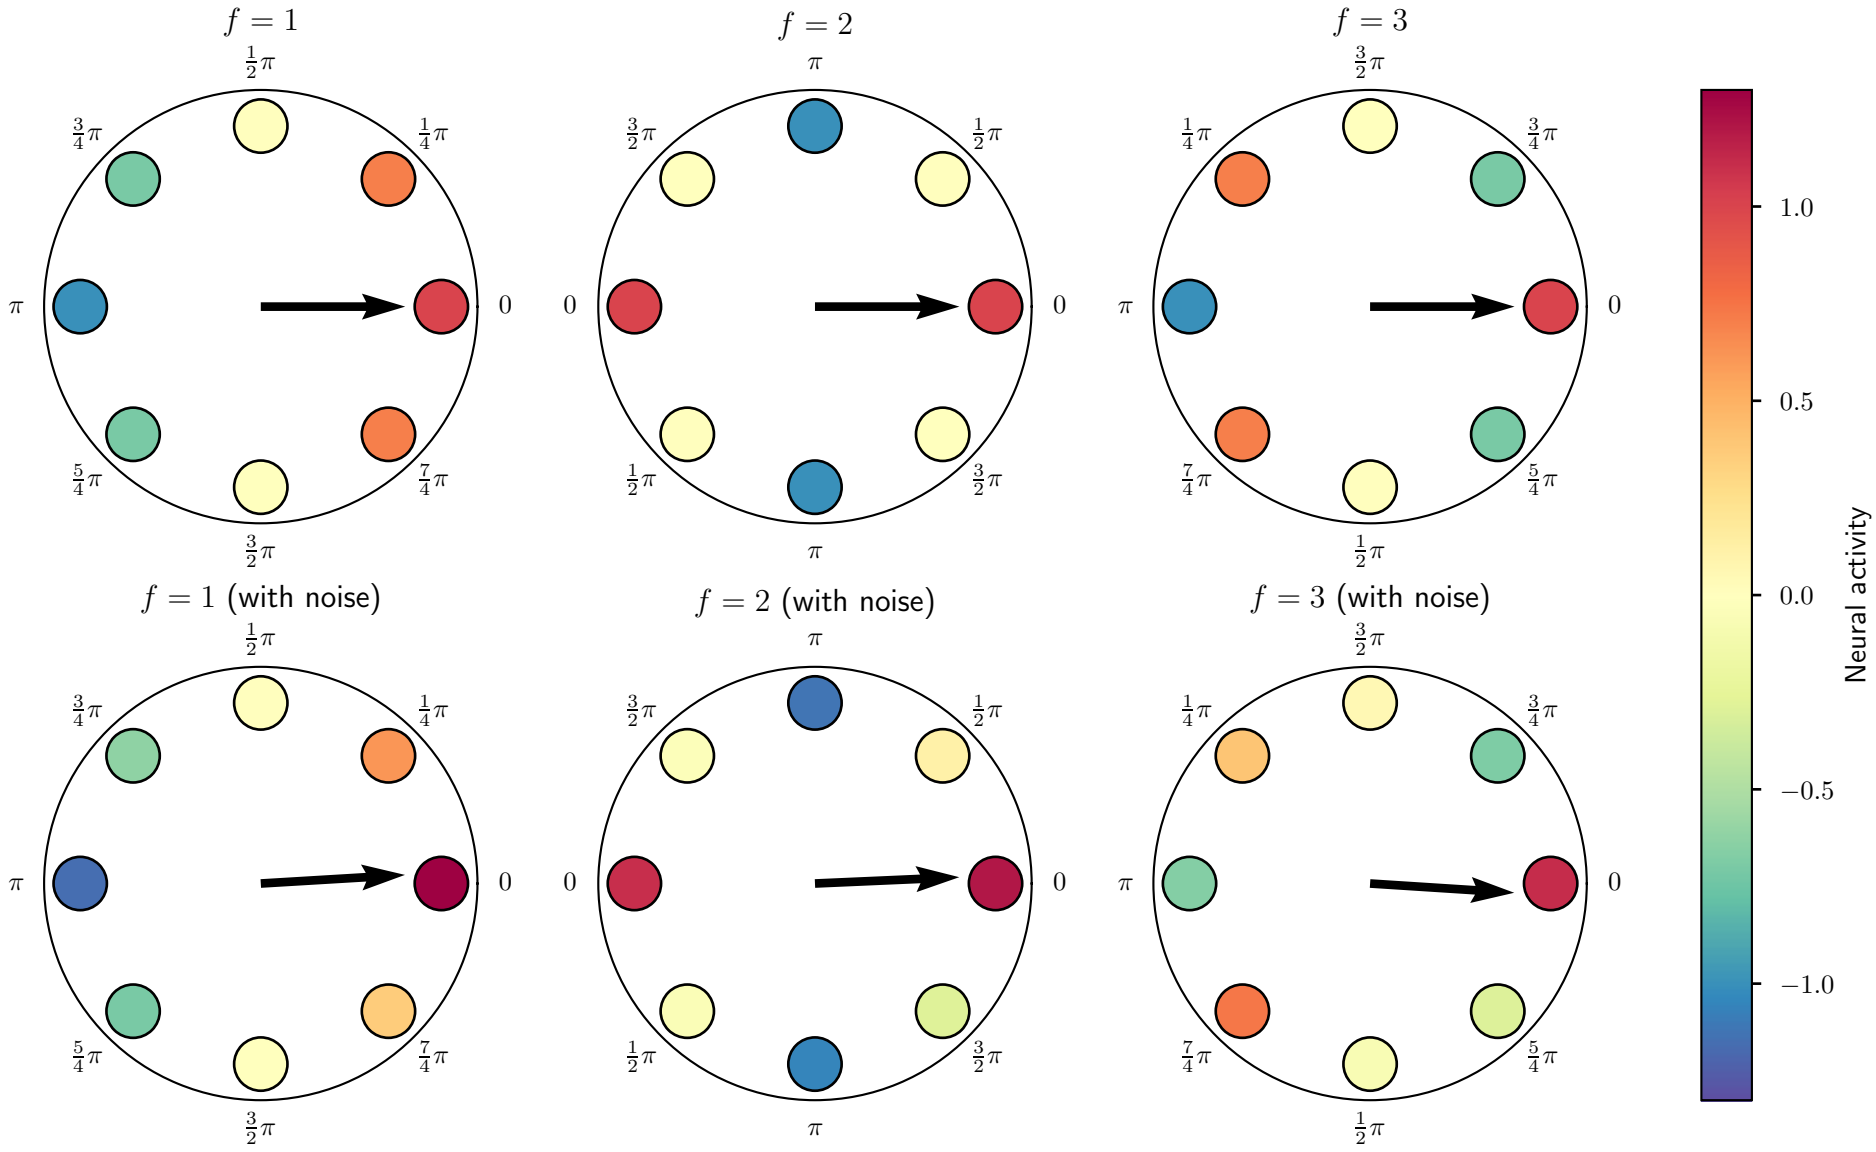 f = 1
½π
¾π
¼π
π
0
5/4π
7/4π
3/2π
f = 2
π
3/2π
½π
0
0
½π
3/2π
π
f = 3
3/2π
¼π
¾π
π
0
7/4π
5/4π
½π
f = 1 (with noise)
½π
¾π
¼π
π
0
5/4π
7/4π
3/2π
f = 2 (with noise)
π
3/2π
½π
0
0
½π
3/2π
π
f = 3 (with noise)
3/2π
¼π
¾π
π
0
7/4π
5/4π
½π
1.0
0.5
0.0
−0.5
−1.0
Neural activity